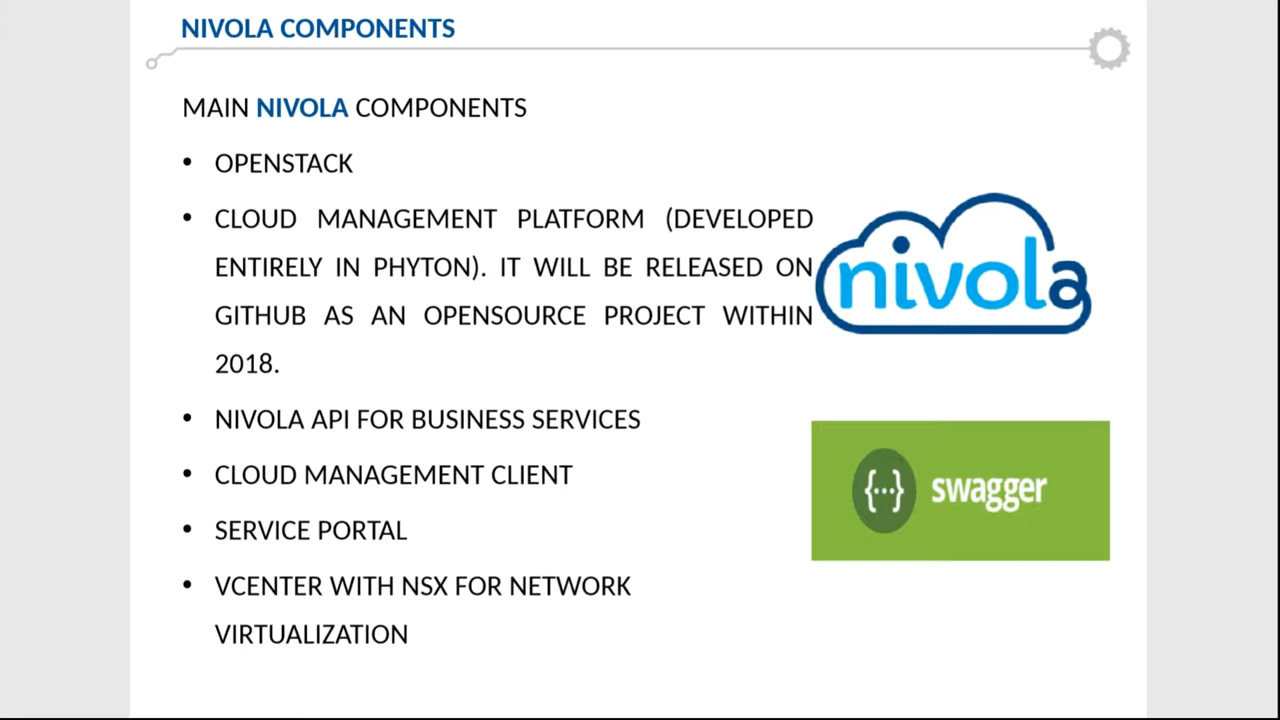 NIVOLA COMPONENTS
MAIN NIVOLA COMPONENTS
• OPENSTACK
• CLOUD MANAGEMENT PLATFORM (DEVELOPED
ENTIRELY IN PHYTON). IT WILL BE RELEASED ON
GITHUB AS AN OPENSOURCE PROJECT WITHIN
2018.
nivola
• NIVOLA API FOR BUSINESS SERVICES
• CLOUD MANAGEMENT CLIENT
{···} swagger
• SERVICE PORTAL
• VCENTER WITH NSX FOR NETWORK
VIRTUALIZATION